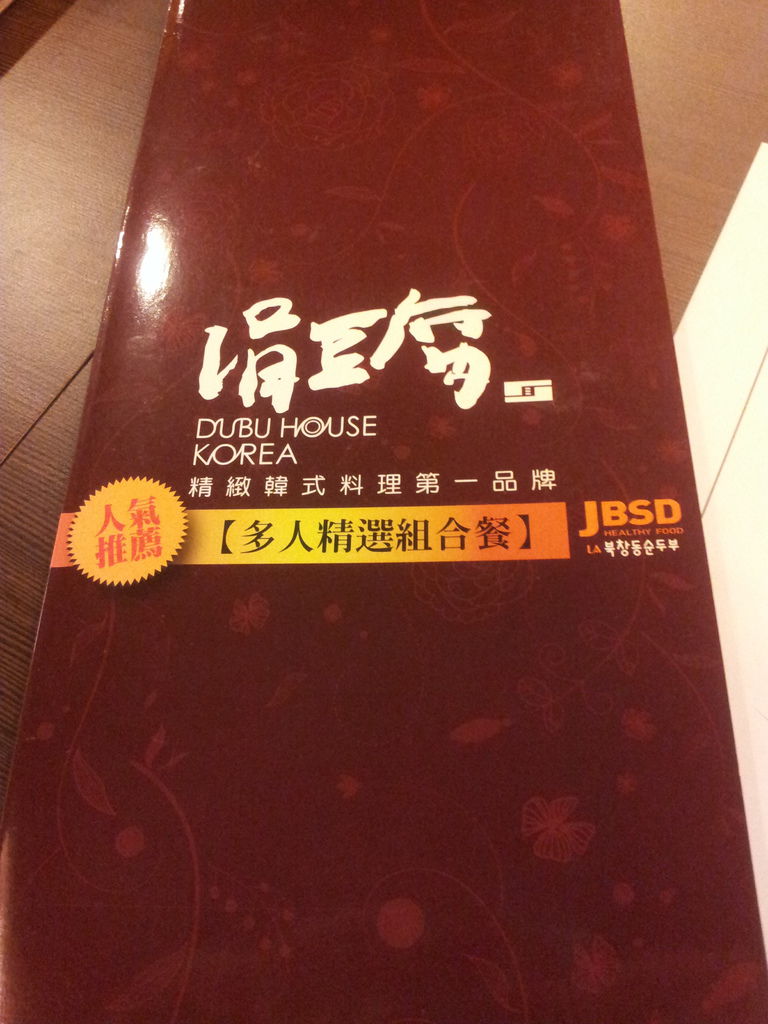 涓豆腐
DUBU HOUSE
KOREA
精緻韓式料理第一品牌
人氣
推薦
【多人精選組合餐】
JBSD
HEALTHY FOOD
LA 북창동순두부